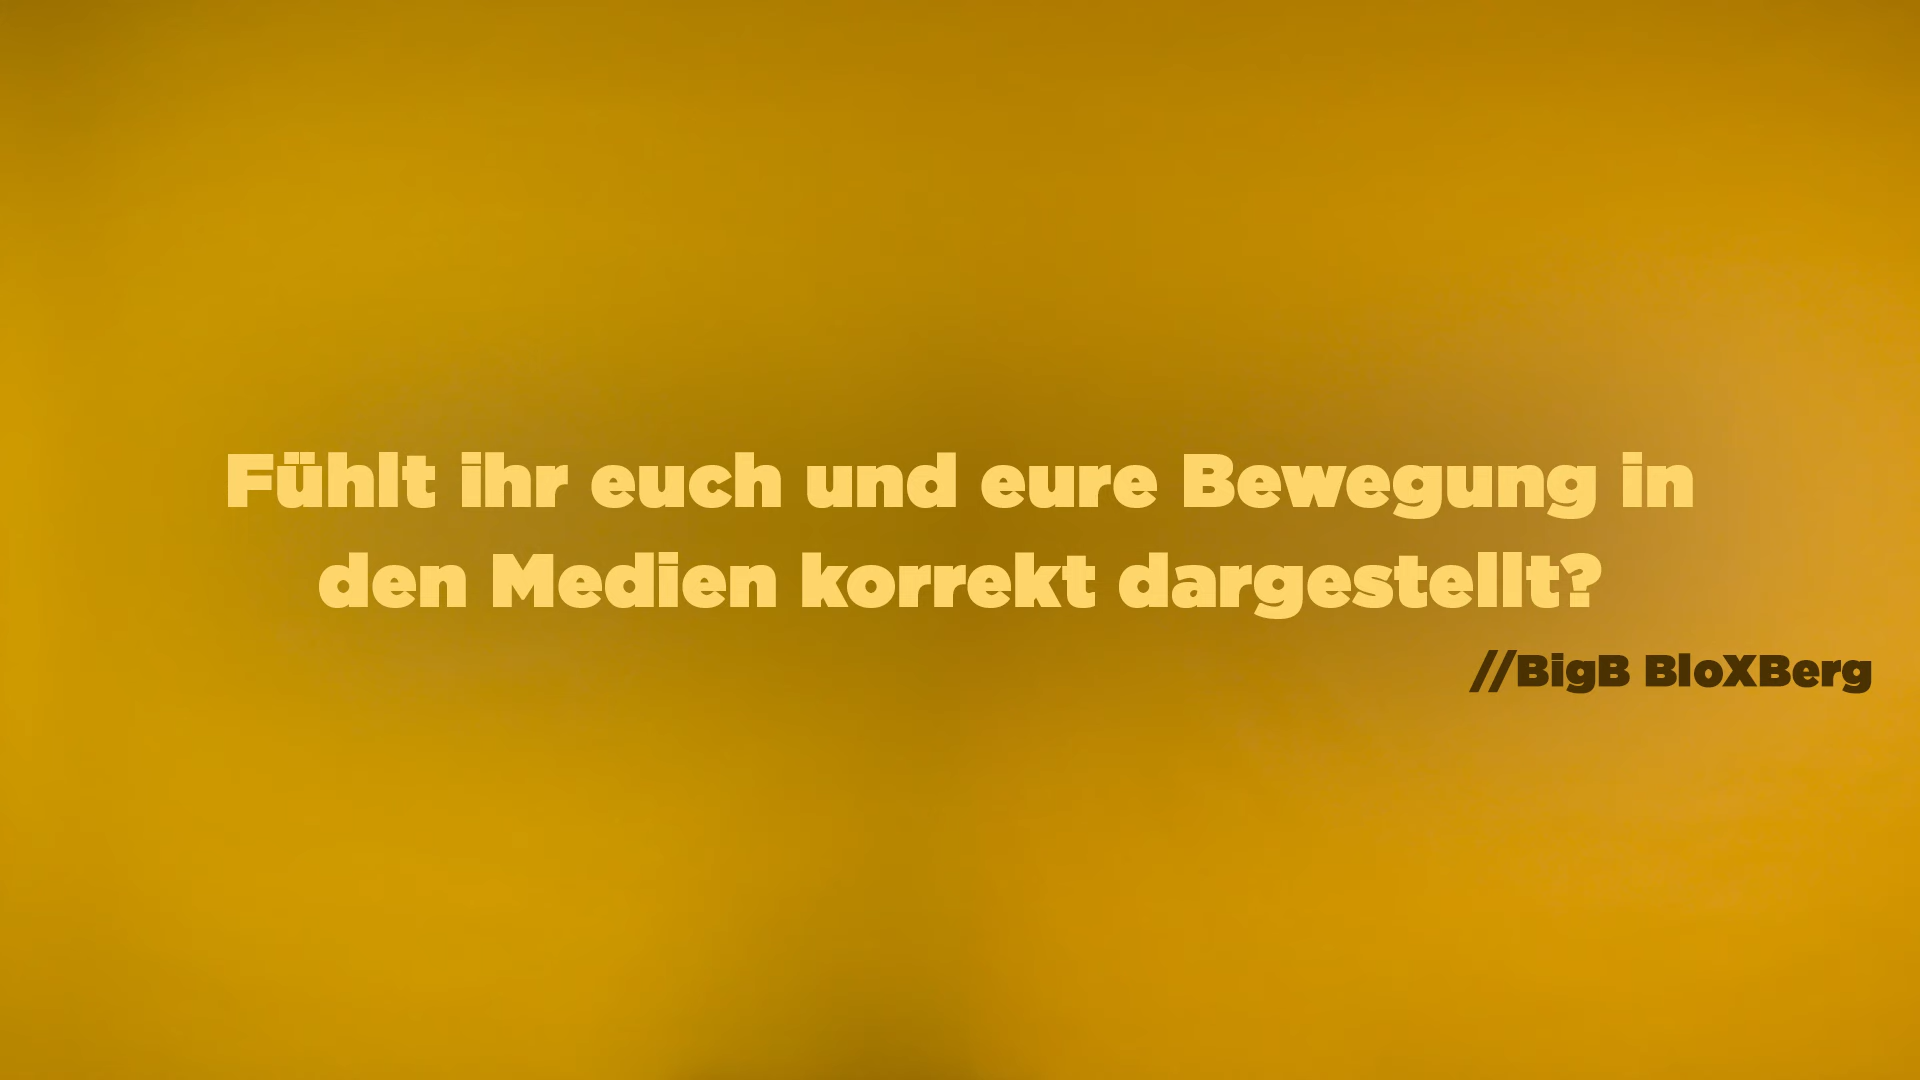 Fühlt ihr euch und eure Bewegung in
den Medien korrekt dargestellt?
//BigB BloXBerg